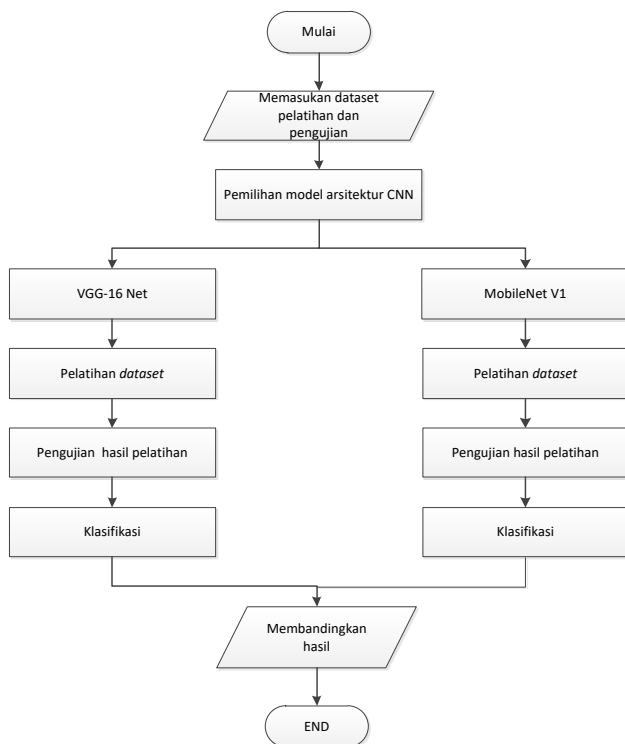 Mulai
Memasukan dataset
pelatihan dan
pengujian
Pemilihan model arsitektur CNN
VGG-16 Net
MobileNet V1
Pelatihan dataset
Pelatihan dataset
Pengujian hasil pelatihan
Pengujian hasil pelatihan
Klasifikasi
Klasifikasi
Membandingkan
hasil
END